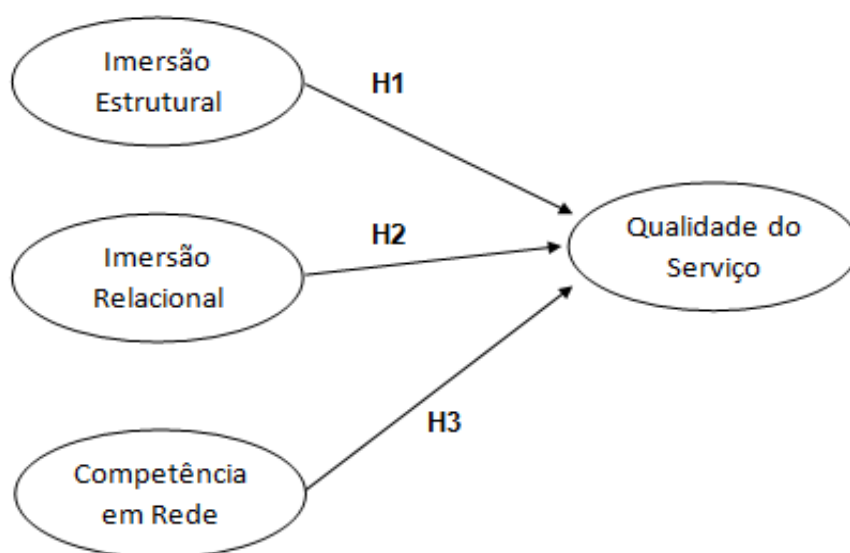 Imersão
Estrutural
H1
Imersão
Relacional
H2
Qualidade do
Serviço
Competência
em Rede
H3